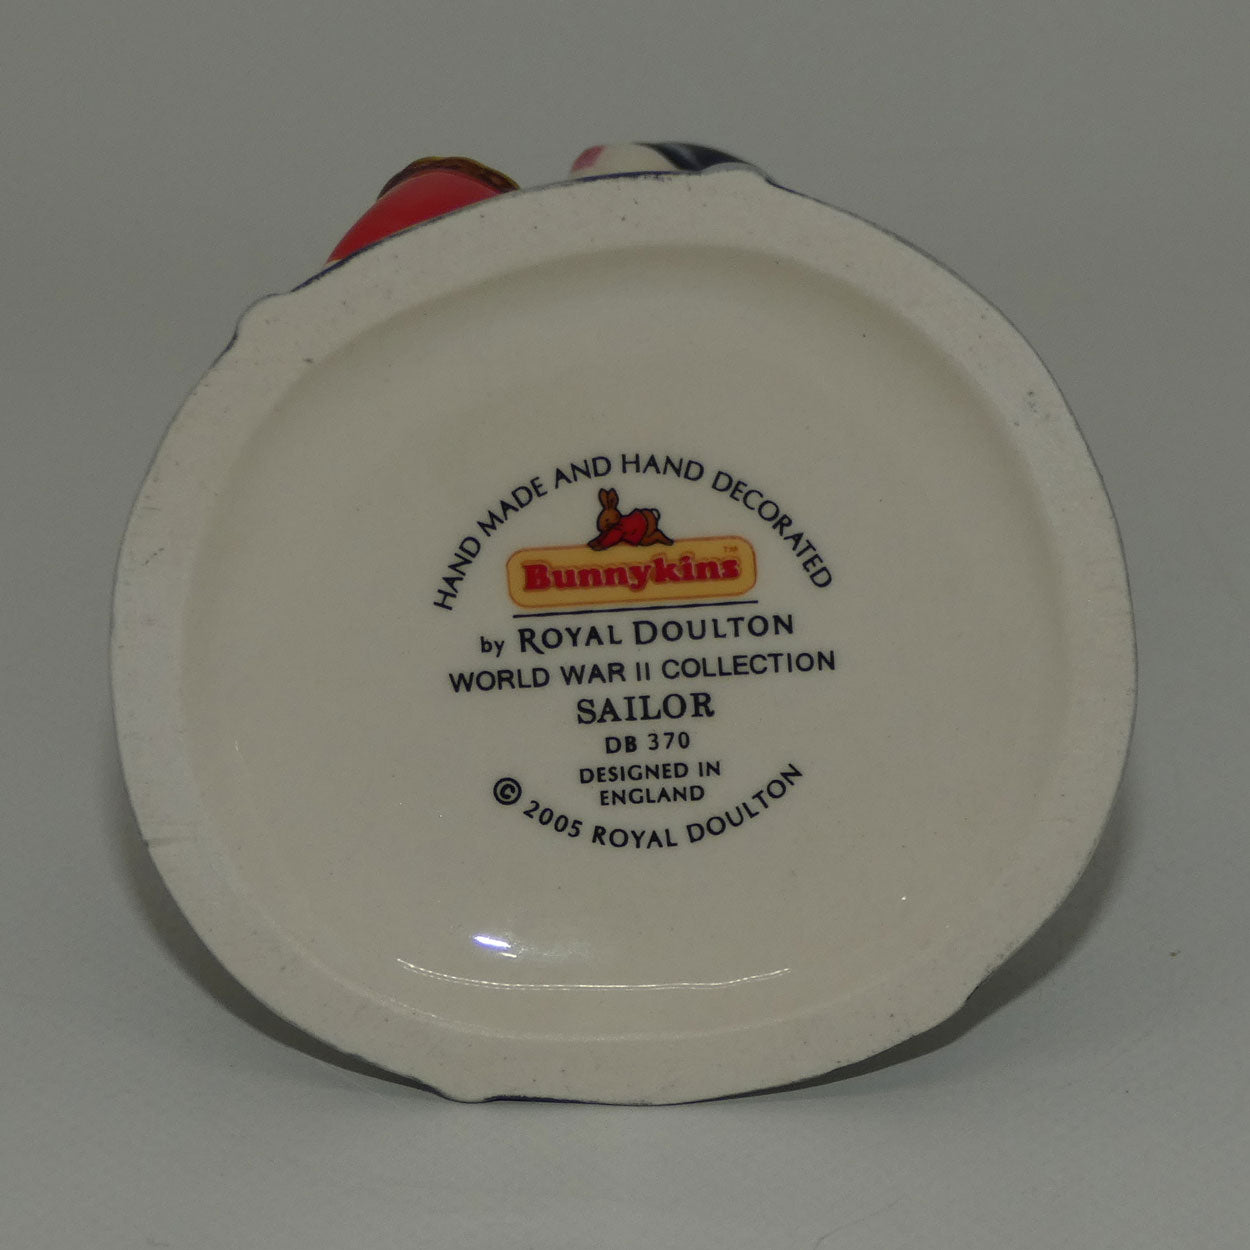 HAND MADE AND HAND DECORATED
Bunnykins™
by ROYAL DOULTON
WORLD WAR II COLLECTION
SAILOR
DB 370
DESIGNED IN
ENGLAND
© 2005 ROYAL DOULTON